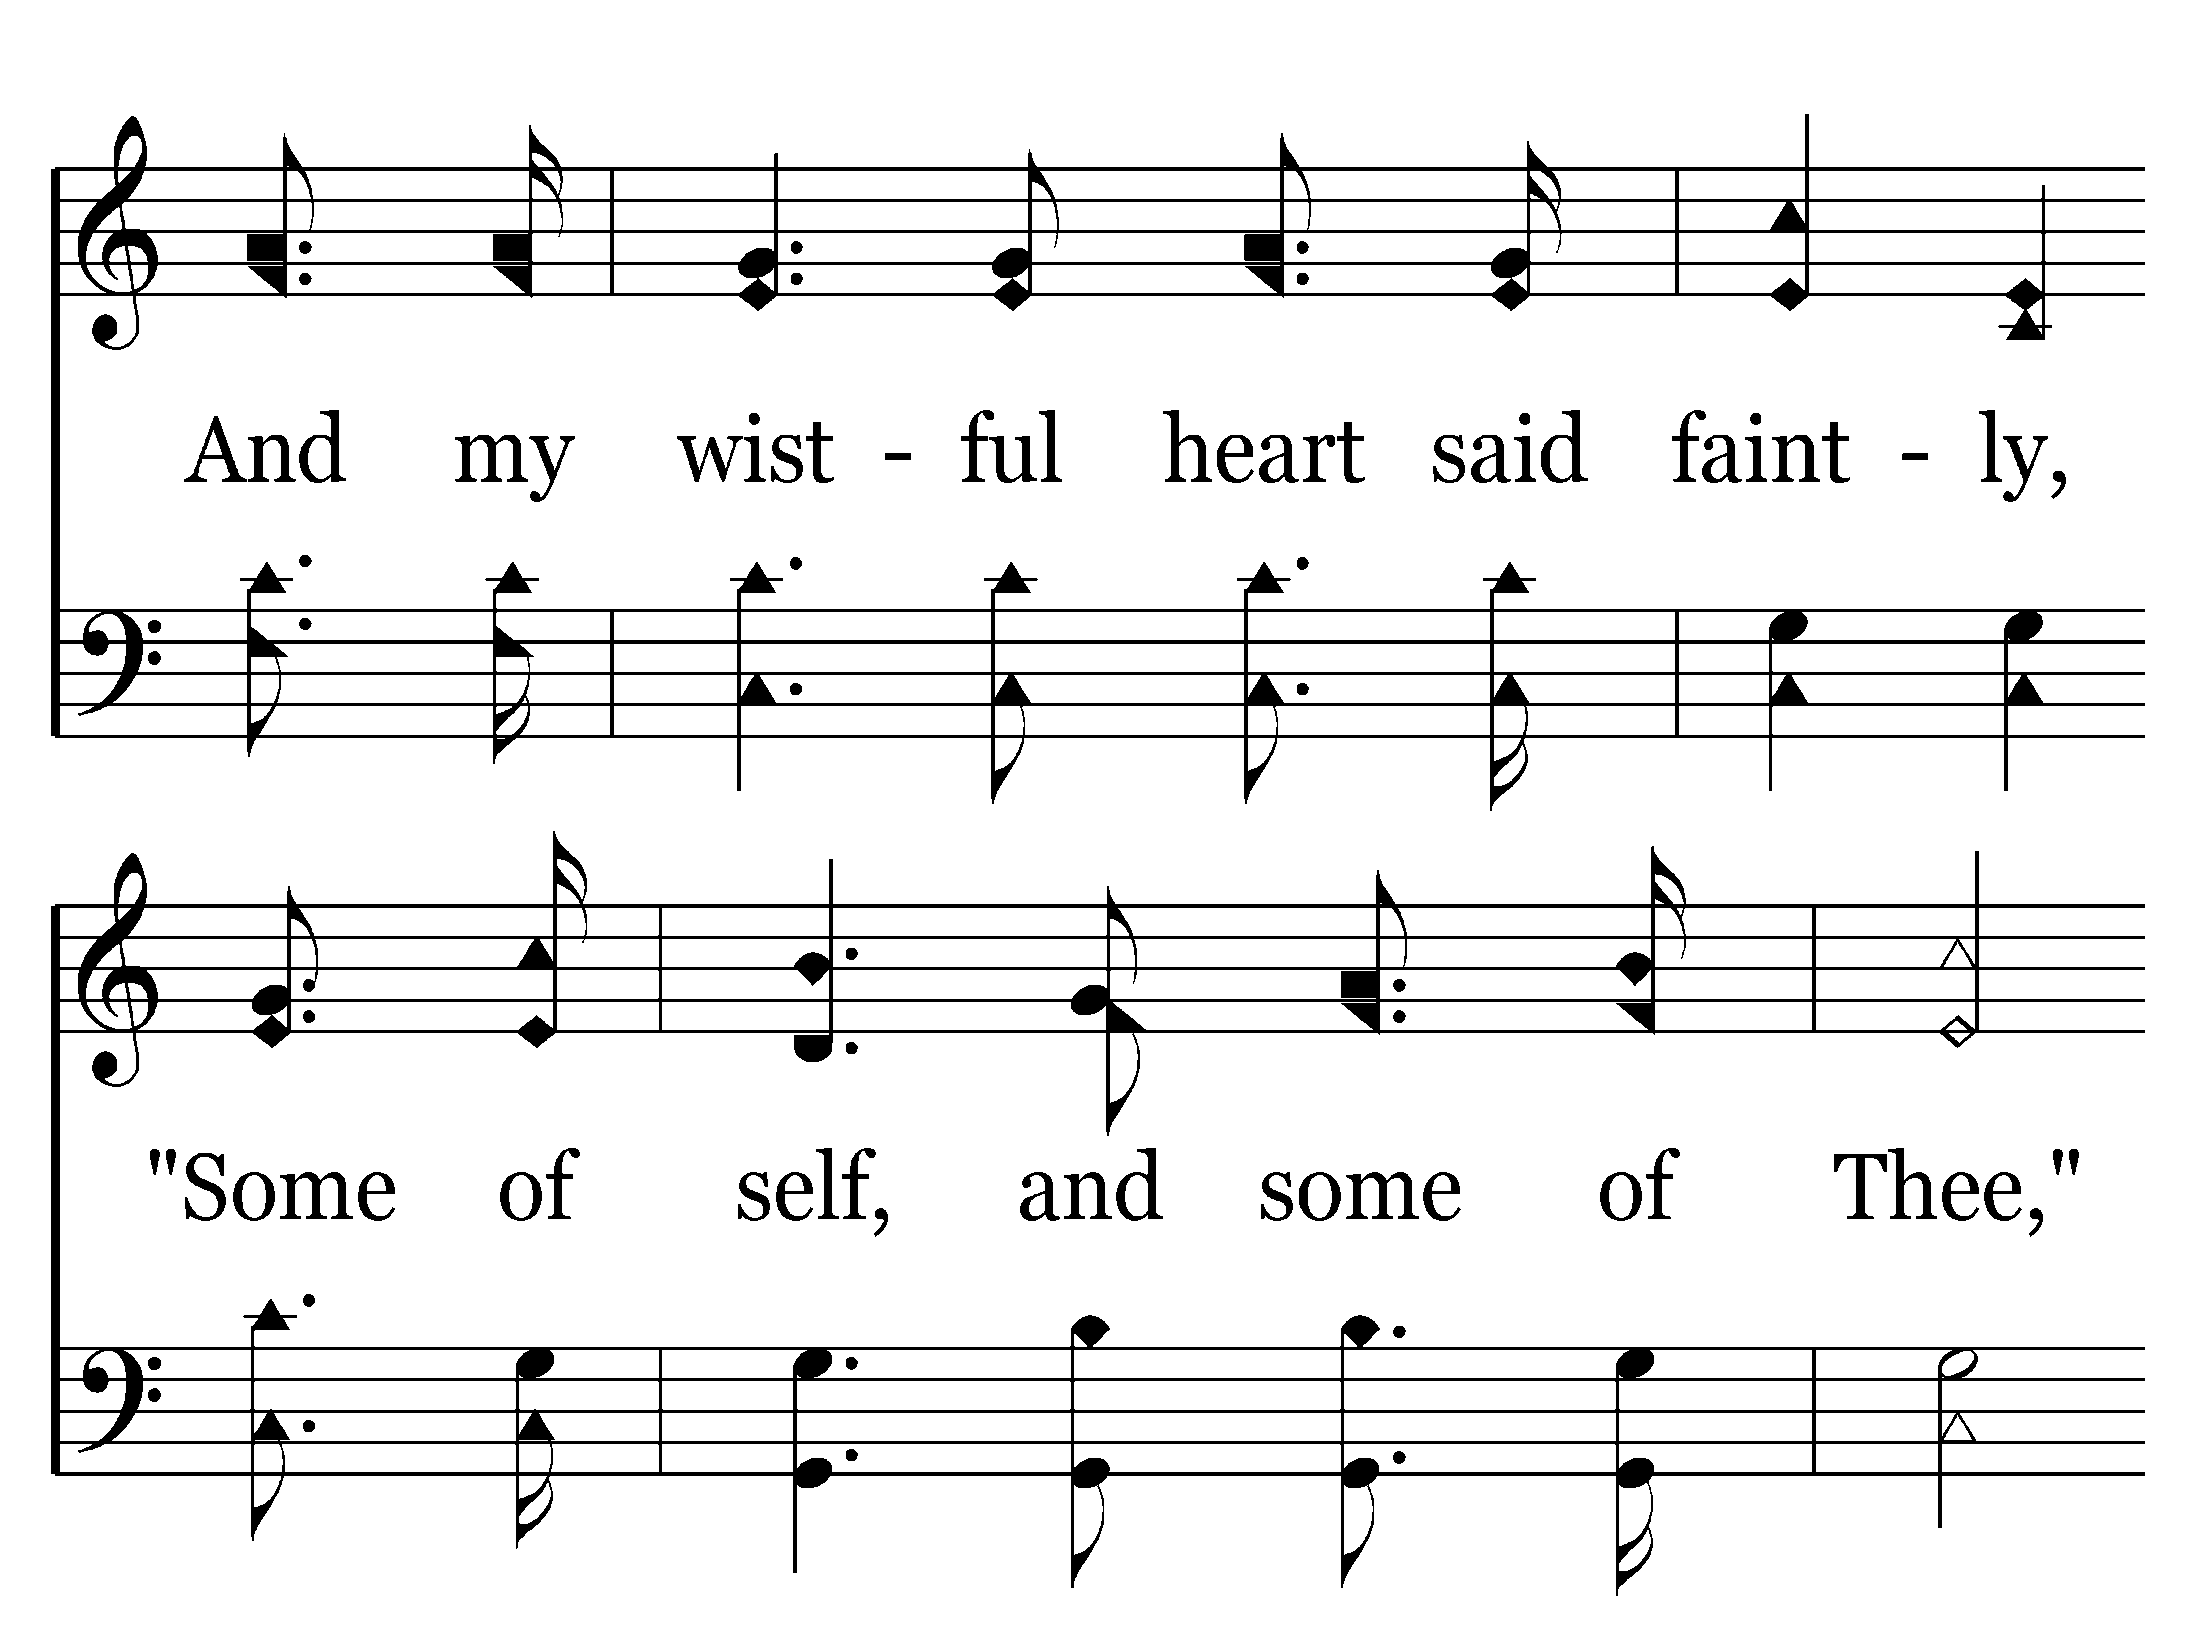 And my wist - ful heart said faint - ly,
"Some of self, and some of Thee,"